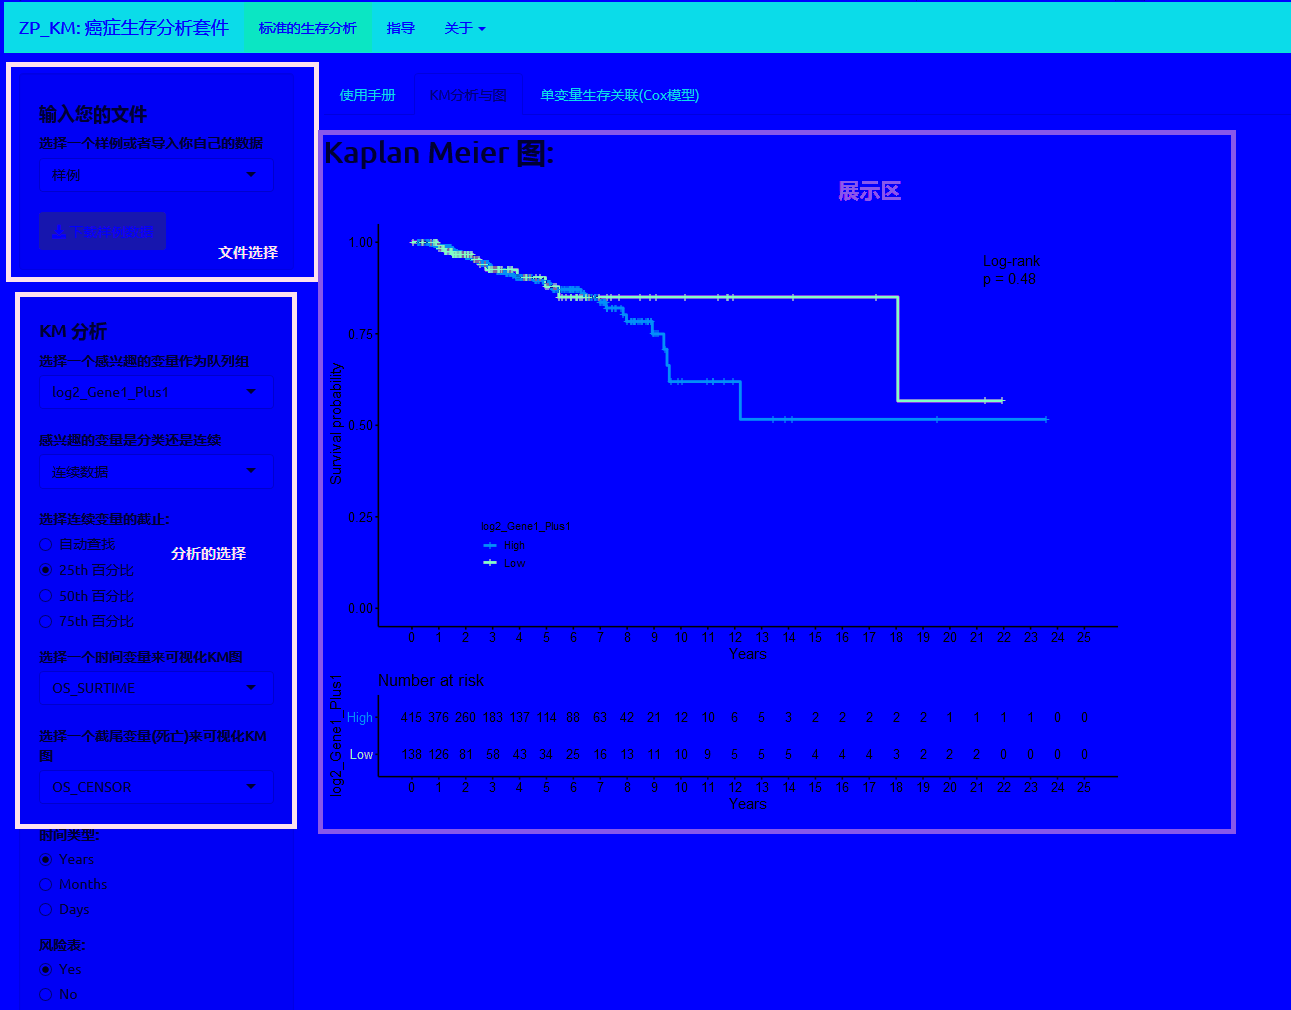 ZP_KM: 癌症生存分析套件 标准的生存分析 指导 关于
输入您的文件
选择一个样例或者导入你自己的数据
样例
下载样例数据
文件选择
KM 分析
选择一个感兴趣的变量作为队列组
log2_Gene1_Plus1
感兴趣的变量是分类还是连续
连续数据
选择连续变量的截止:
自动查找
分析的选择
25th 百分比
50th 百分比
75th 百分比
选择一个时间变量来可视化KM图
OS_SURTIME
选择一个截尾变量(死亡)来可视化KM
图
OS_CENSOR
时间类型:
Years
Months
Days
风险表:
Yes
No
使用手册 KM分析与图 单变量生存关联(Cox模型)
Kaplan Meier 图:
展示区
Log-rank
p = 0.48
1.00
0.75
0.50
0.25
0.00
Survival probability
log2_Gene1_Plus1
High
Low
0 1 2 3 4 5 6 7 8 9 10 11 12 13 14 15 16 17 18 19 20 21 22 23 24 25
Years
Number at risk
log2_Gene1_Plus1
High 415 376 260 183 137 114 88 63 42 21 12 10 6 5 3 2 2 2 2 2 1 1 1 1 0 0
Low 138 126 81 58 43 34 26 16 13 11 10 9 5 5 5 4 4 4 3 2 2 2 0 0 0 0
0 1 2 3 4 5 6 7 8 9 10 11 12 13 14 15 16 17 18 19 20 21 22 23 24 25
Years